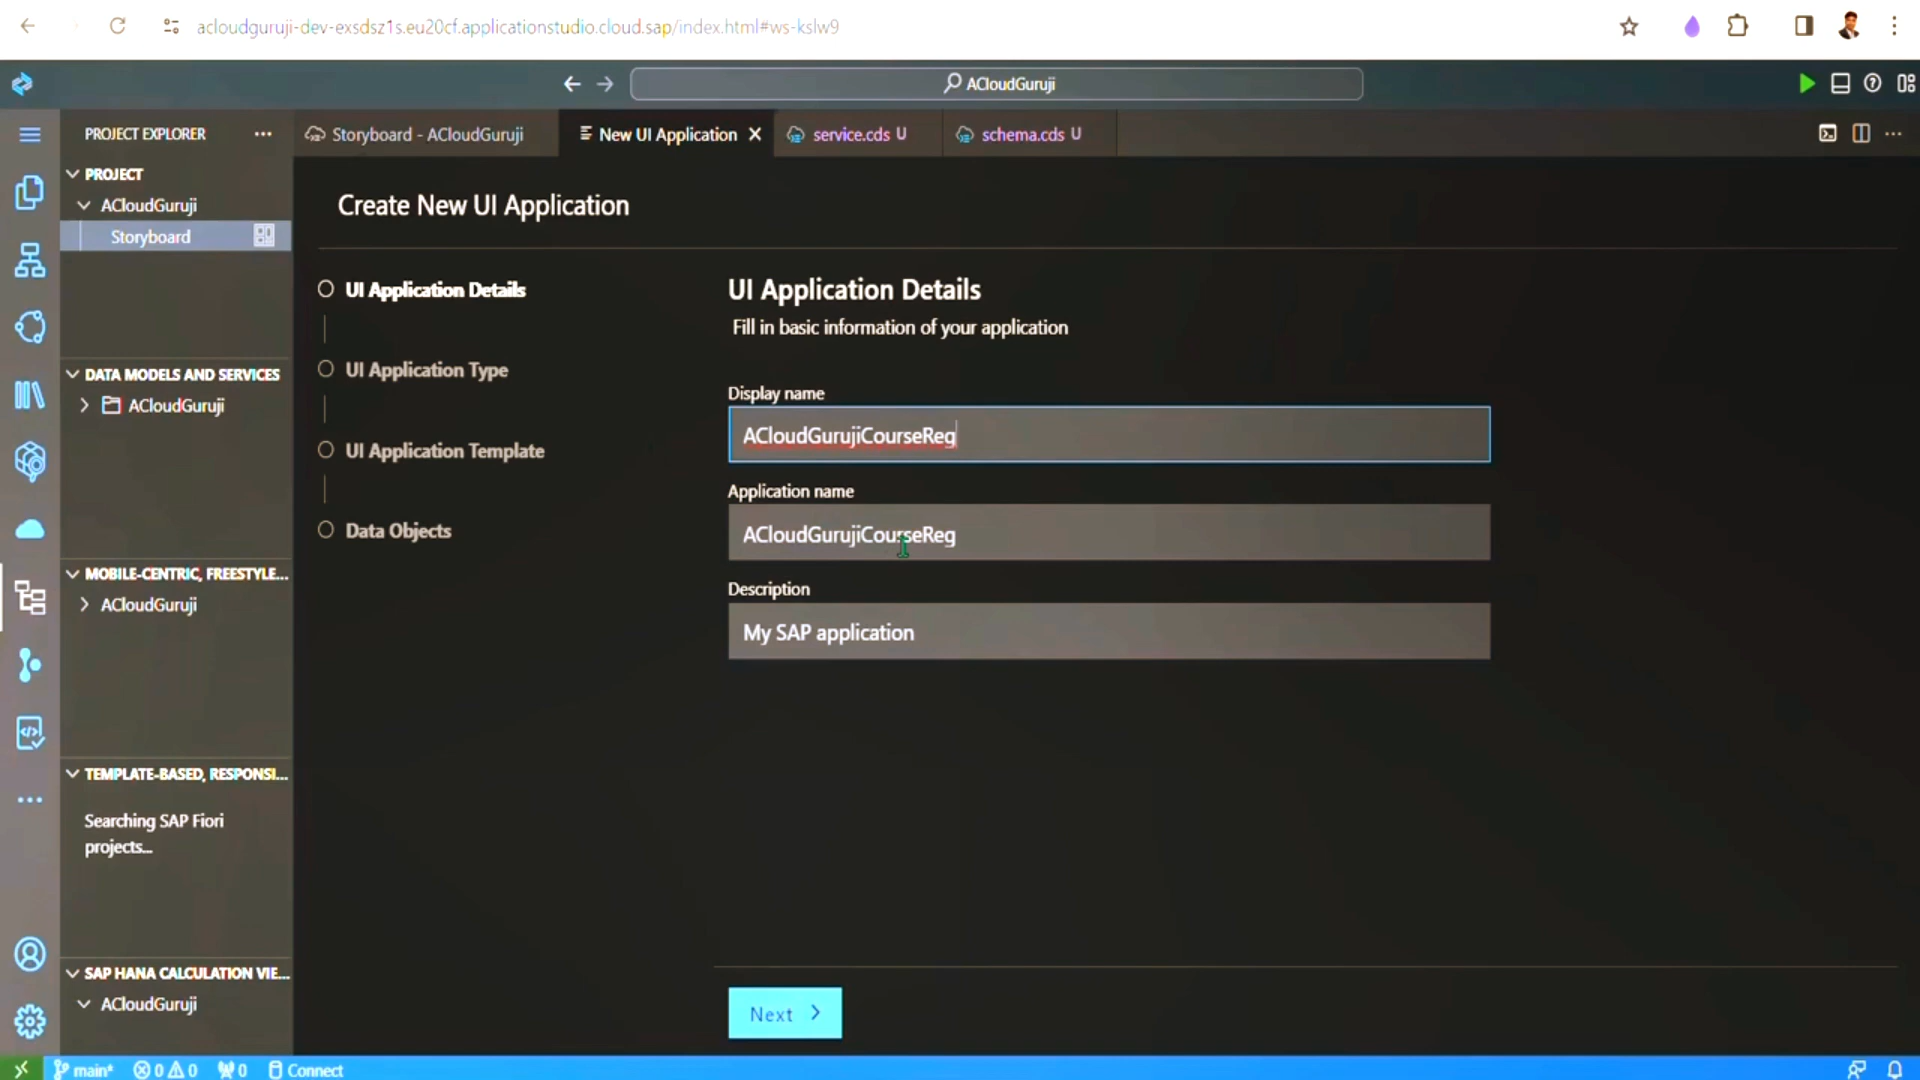 acloudguruji-dev-exsdsz1s.eu20cf.applicationstudio.cloud.sap/index.html#ws-kslw9
ACloudGuruji
PROJECT EXPLORER
Storyboard - ACloudGuruji
New UI Application
service.cds U
schema.cds U
PROJECT
ACloudGuruji
Storyboard
DATA MODELS AND SERVICES
ACloudGuruji
MOBILE-CENTRIC, FREESTYLE...
ACloudGuruji
TEMPLATE-BASED, RESPONSI...
Searching SAP Fiori
projects...
SAP HANA CALCULATION VIE...
ACloudGuruji
Create New UI Application
UI Application Details
UI Application Type
UI Application Template
Data Objects
UI Application Details
Fill in basic information of your application
Display name
ACloudGurujiCourseReg
Application name
ACloudGurujiCourseReg
Description
My SAP application
Next
main* 0 0 0 Connect